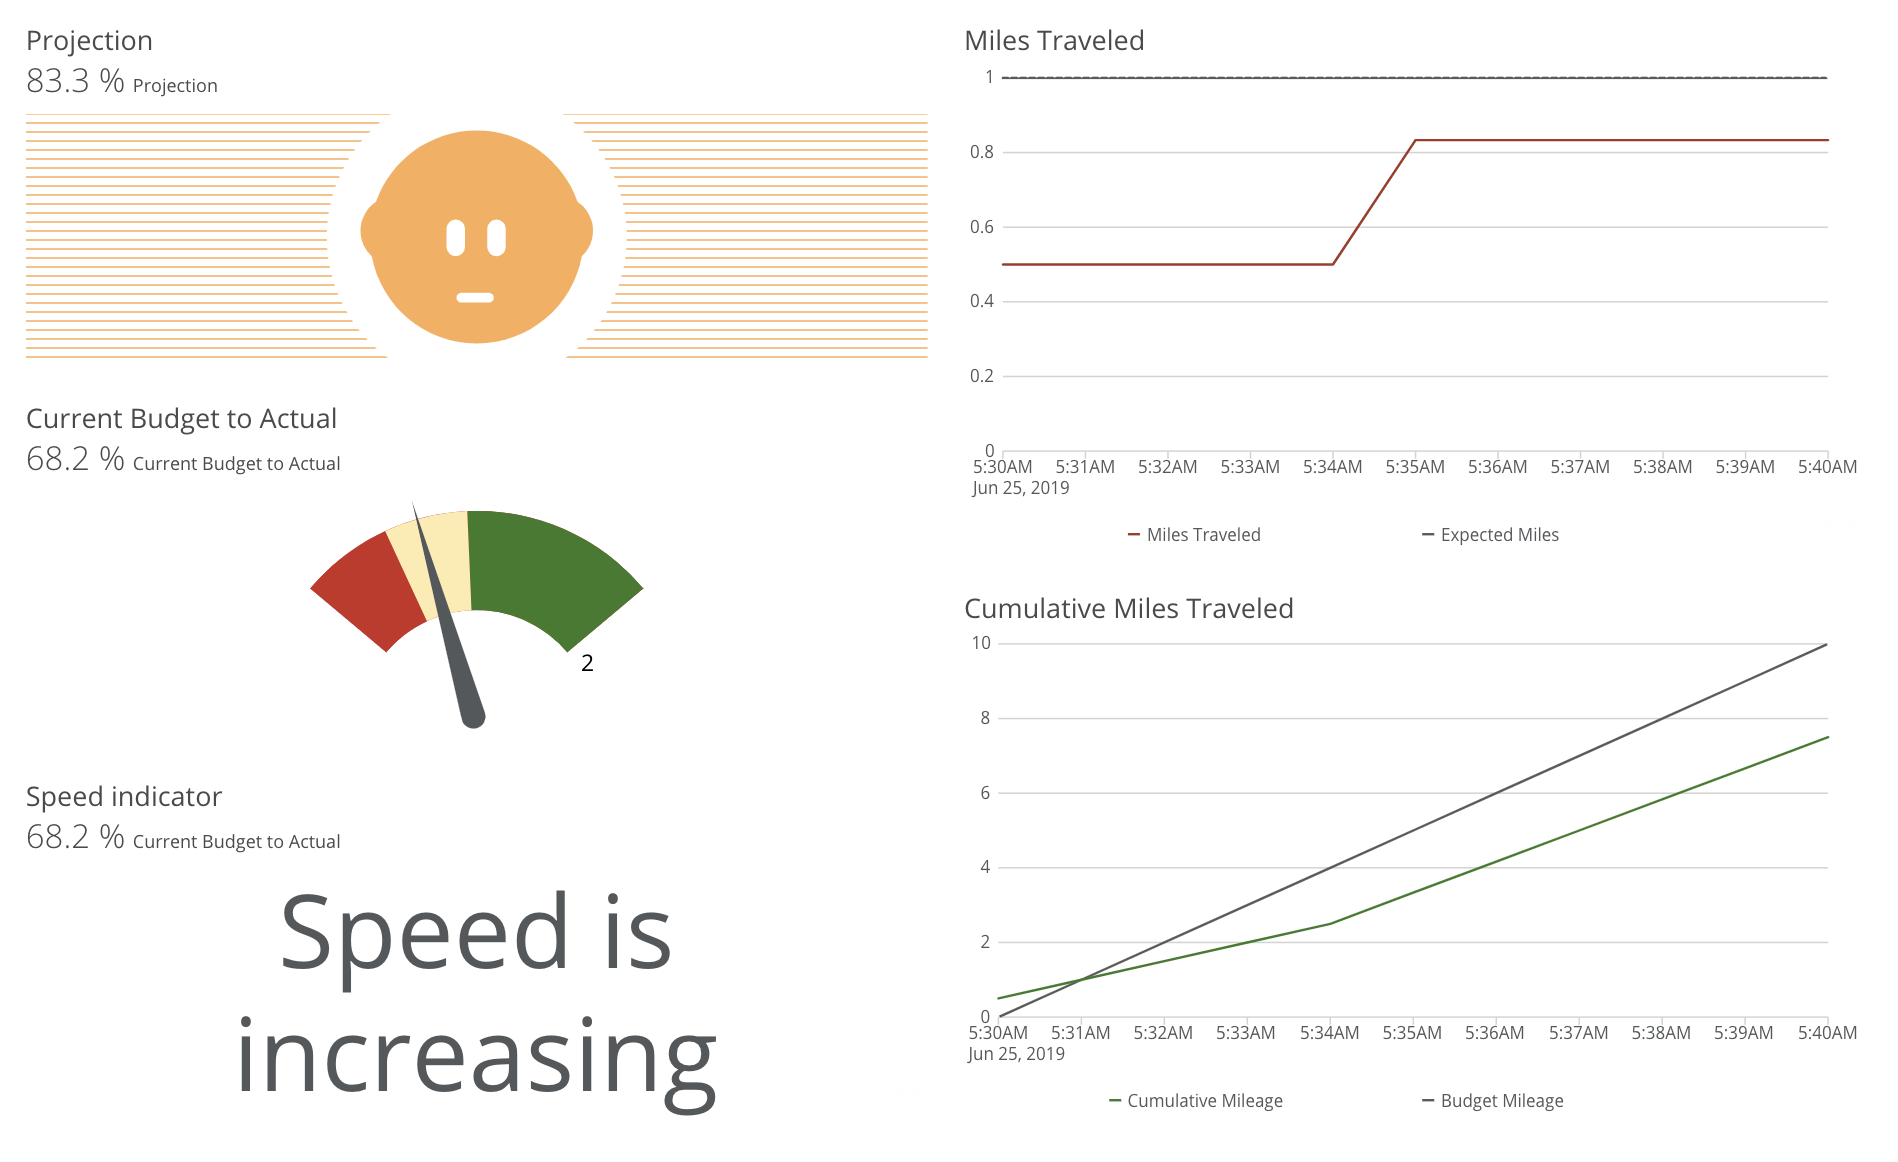 Projection
83.3 % Projection
Current Budget to Actual
68.2 % Current Budget to Actual
2
Speed indicator
68.2 % Current Budget to Actual
Speed is
increasing
Miles Traveled
1
0.8
0.6
0.4
0.2
0
5:30AM 5:31AM 5:32AM 5:33AM 5:34AM 5:35AM 5:36AM 5:37AM 5:38AM 5:39AM 5:40AM
Jun 25, 2019
Miles Traveled Expected Miles
Cumulative Miles Traveled
10
8
6
4
2
0
5:30AM 5:31AM 5:32AM 5:33AM 5:34AM 5:35AM 5:36AM 5:37AM 5:38AM 5:39AM 5:40AM
Jun 25, 2019
Cumulative Mileage Budget Mileage